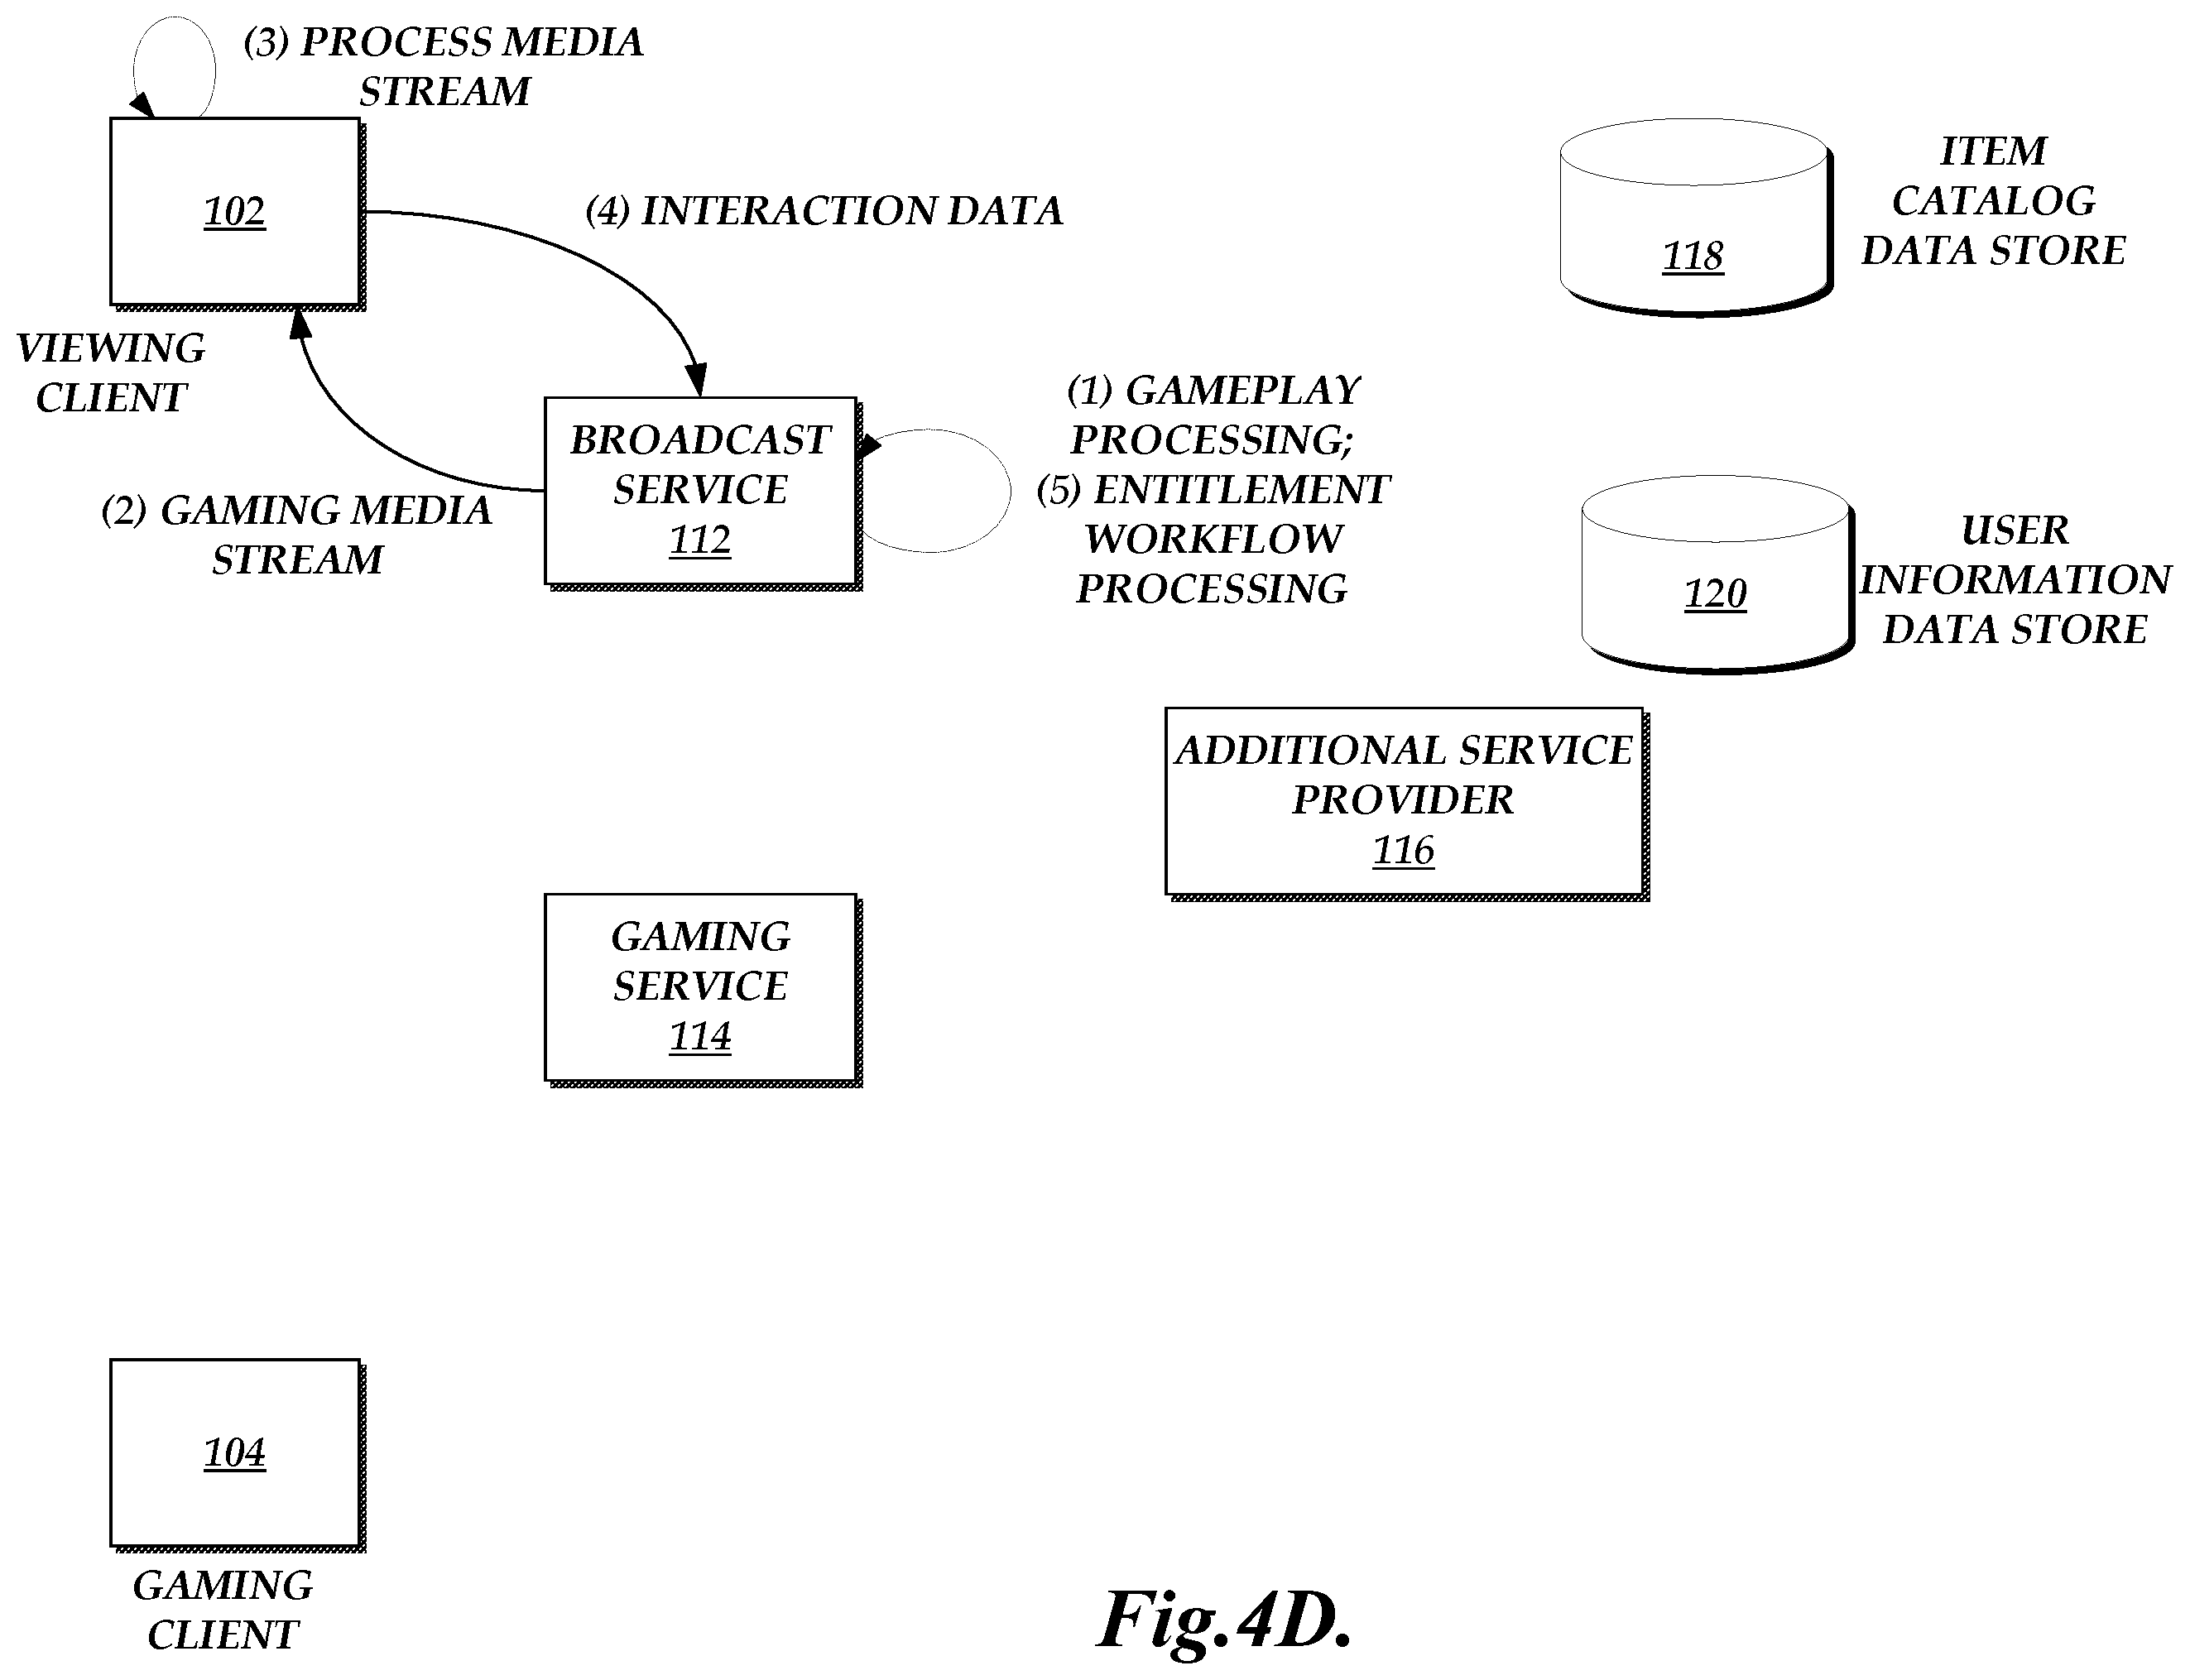 (3) PROCESS MEDIA
STREAM
102
VIEWING
CLIENT
(4) INTERACTION DATA
(2) GAMING MEDIA
STREAM
BROADCAST
SERVICE
112
(1) GAMEPLAY
PROCESSING;
(5) ENTITLEMENT
WORKFLOW
PROCESSING
118
ITEM
CATALOG
DATA STORE
120
USER
INFORMATION
DATA STORE
ADDITIONAL SERVICE
PROVIDER
116
GAMING
SERVICE
114
104
GAMING
CLIENT
Fig.4D.